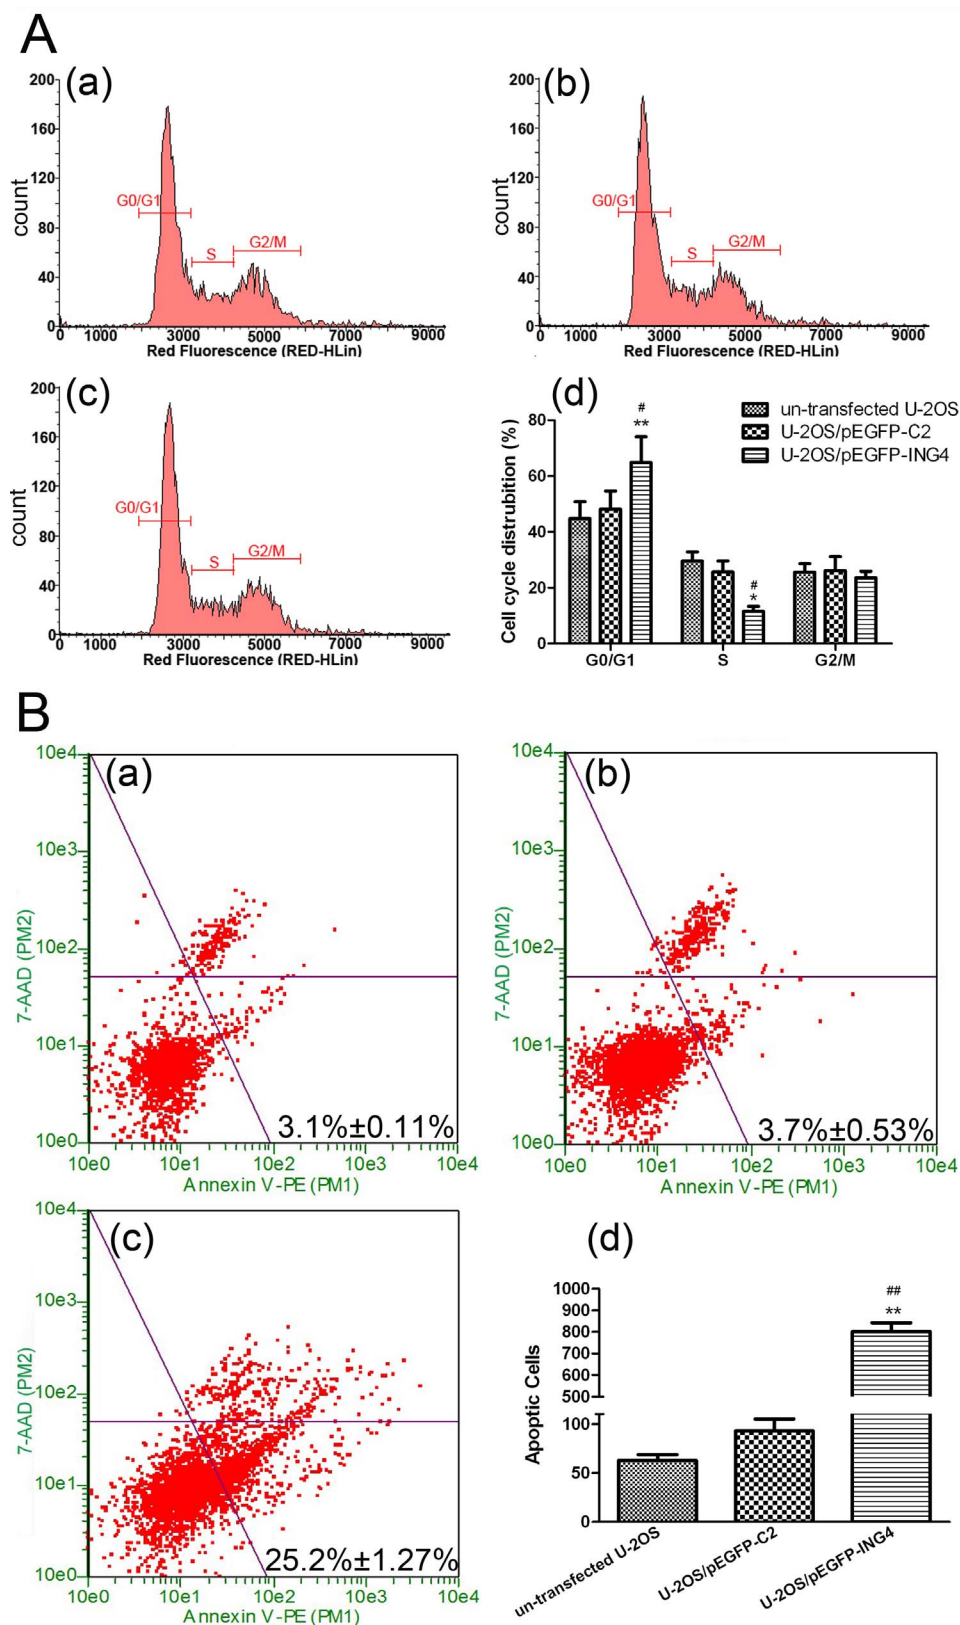 A
(a)
200
160
120
80
40
0
count
G0/G1
S
G2/M
0 1000 3000 5000 7000 9000
Red Fluorescence (RED-HLin)
(b)
200
160
120
80
40
0
count
G0/G1
S
G2/M
0 1000 3000 5000 7000 9000
Red Fluorescence (RED-HLin)
(c)
200
160
120
80
40
0
count
G0/G1
S
G2/M
0 1000 3000 5000 7000 9000
Red Fluorescence (RED-HLin)
(d)
un-transfected U-2OS
U-2OS/pEGFP-C2
U-2OS/pEGFP-ING4
80
60
40
20
0
Cell cycle distrubition (%)
#
**
#
*
G0/G1 S G2/M
B
(a)
10e4
10e3
10e2
10e1
10e0
7-AAD (PM2)
3.1%±0.11%
10e0 10e1 10e2 10e3 10e4
Annexin V-PE (PM1)
(b)
10e4
10e3
10e2
10e1
10e0
7-AAD (PM2)
3.7%±0.53%
10e0 10e1 10e2 10e3 10e4
Annexin V-PE (PM1)
(c)
10e4
10e3
10e2
10e1
10e0
7-AAD (PM2)
25.2%±1.27%
10e0 10e1 10e2 10e3 10e4
Annexin V-PE (PM1)
(d)
1000
900
800
700
600
500
100
50
0
Apoptic Cells
##
**
un-transfected U-2OS
U-2OS/pEGFP-C2
U-2OS/pEGFP-ING4